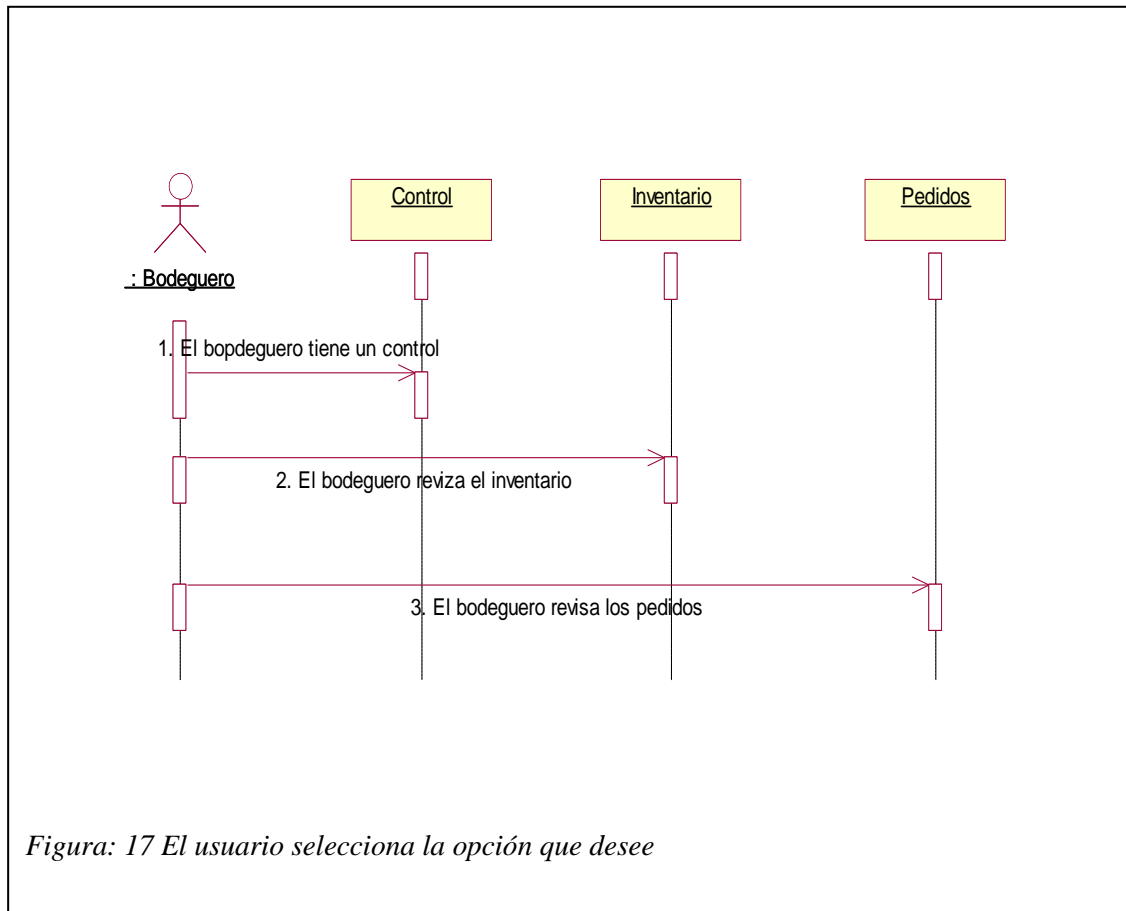 Control
Inventario
Pedidos
: Bodeguero
1. El bopdeguero tiene un control
2. El bodeguero reviza el inventario
3. El bodeguero revisa los pedidos
Figura: 17 El usuario selecciona la opción que desee